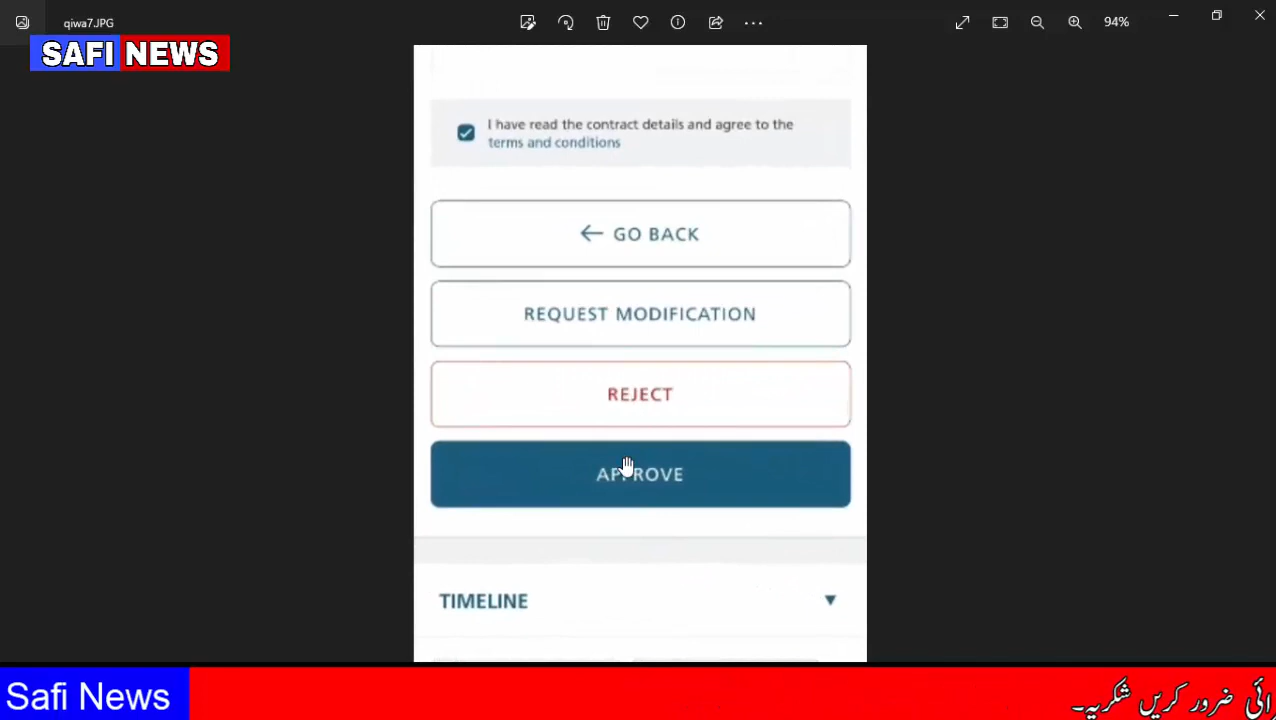 qiwa7.JPG
94%
SAFI NEWS
I have read the contract details and agree to the
terms and conditions
← GO BACK
REQUEST MODIFICATION
REJECT
APPROVE
TIMELINE
Safi News
ائی ضرور کریں شکریہ۔